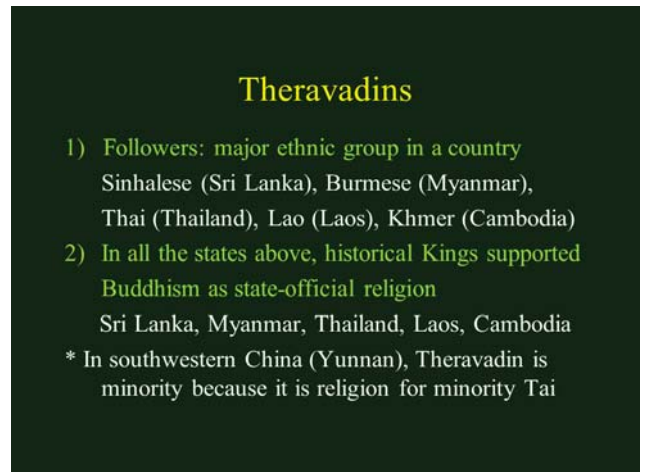 Theravadins
1) Followers: major ethnic group in a country
Sinhalese (Sri Lanka), Burmese (Myanmar),
Thai (Thailand), Lao (Laos), Khmer (Cambodia)
2) In all the states above, historical Kings supported
Buddhism as state-official religion
Sri Lanka, Myanmar, Thailand, Laos, Cambodia
* In southwestern China (Yunnan), Theravadin is
minority because it is religion for minority Tai